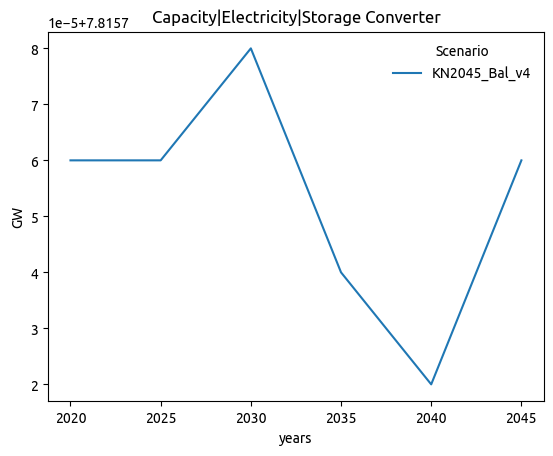 Capacity|Electricity|Storage Converter
1e-5+7.8157
Scenario
KN2045_Bal_v4
8
7
6
5
4
3
2
GW
2020 2025 2030 2035 2040 2045
years